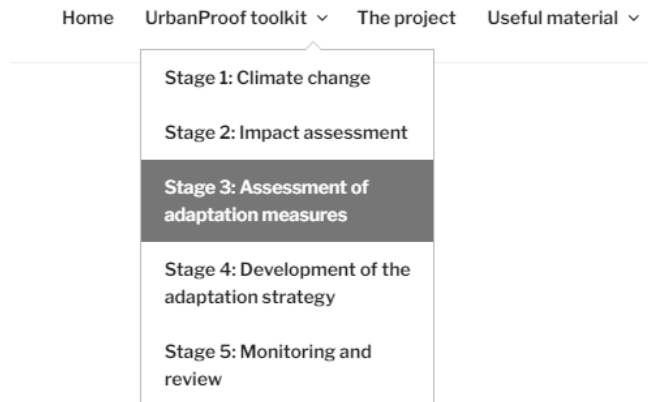 Home UrbanProof toolkit The project Useful material
Stage 1: Climate change
Stage 2: Impact assessment
Stage 3: Assessment of
adaptation measures
Stage 4: Development of the
adaptation strategy
Stage 5: Monitoring and
review